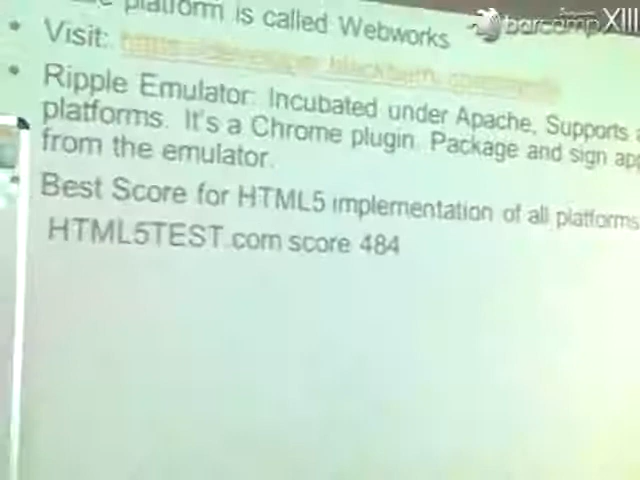 platform is called Webworks
barcamp XIII
Visit:
Ripple Emulator: Incubated under Apache, Supports
platforms. It's a Chrome plugin. Package and sign app
from the emulator.
Best Score for HTML5 implementation of all platforms
HTML5TEST.com score 484